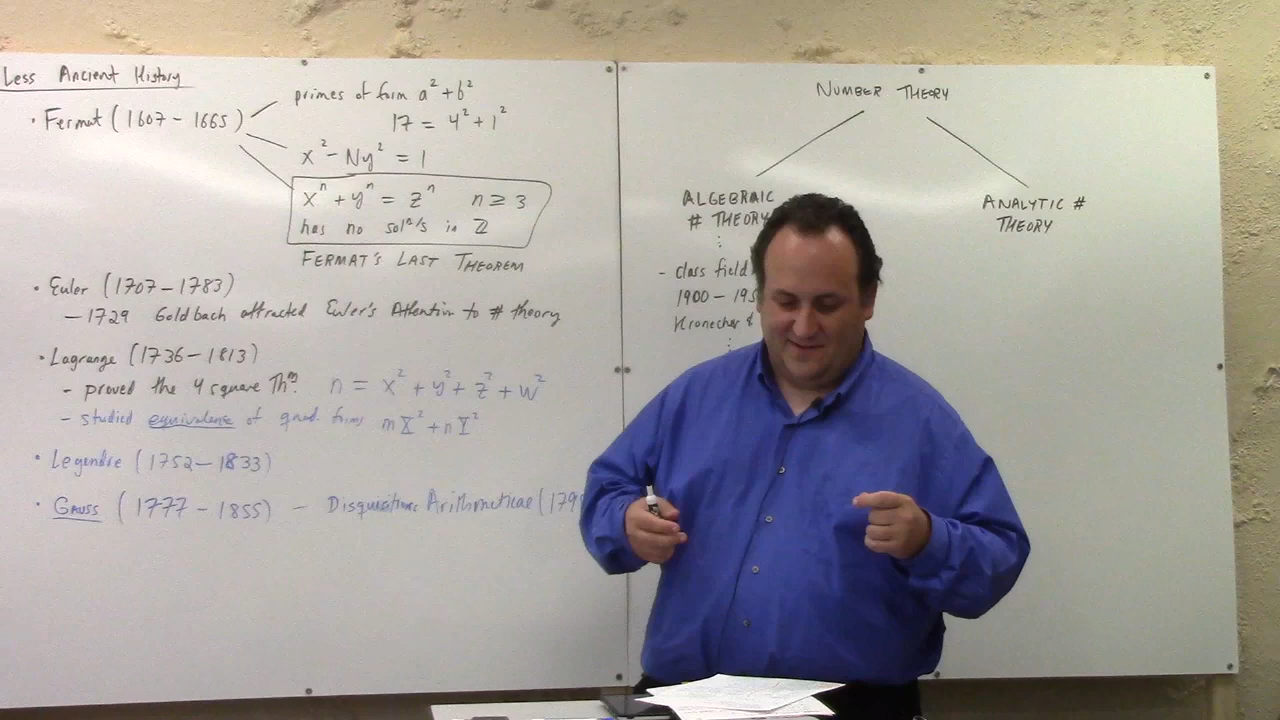 Less Ancient History
• Fermat (1607 – 1665)
primes of form a² + b²
17 = 4² + 1²
x² – Ny² = 1
xⁿ + yⁿ = zⁿ n ≥ 3
has no solⁿ/s in ℤ
FERMAT'S LAST THEOREM
• Euler (1707 – 1783)
– 1729 Goldbach attracted Euler's Attention to # theory
• Lagrange (1736 – 1813)
– proved the 4 square Thᵐ n = x² + y² + z² + w²
– studied equivalence of quad. forms mX² + nY²
• Legendre (1752 – 1833)
• GAUSS (1777 – 1855) – Disquisitiones Arithmeticae (179
NUMBER THEORY
ALGEBRAIC
# THEORY
– class field
1900 – 195
Kronecker &
ANALYTIC #
THEORY